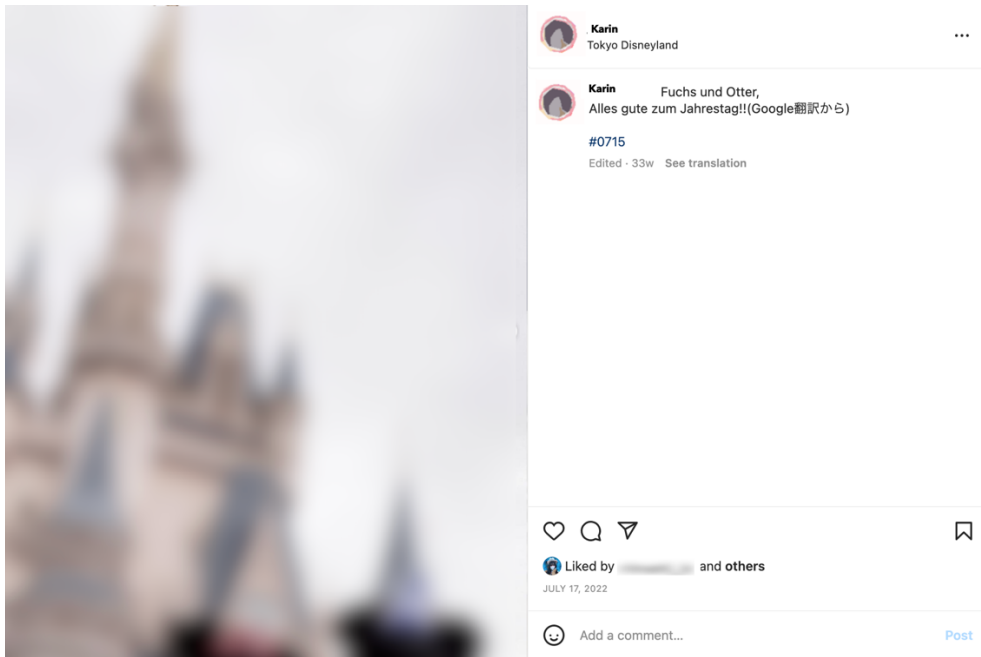 Karin
Tokyo Disneyland
Karin Fuchs und Otter,
Alles gute zum Jahrestag!!(Google翻訳から)
#0715
Edited · 33w See translation
Liked by and others
JULY 17, 2022
Add a comment... Post